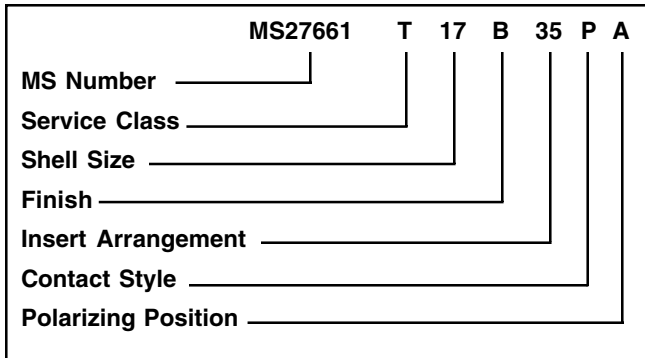 MS27661 T 17 B 35 P A
MS Number
Service Class
Shell Size
Finish
Insert Arrangement
Contact Style
Polarizing Position